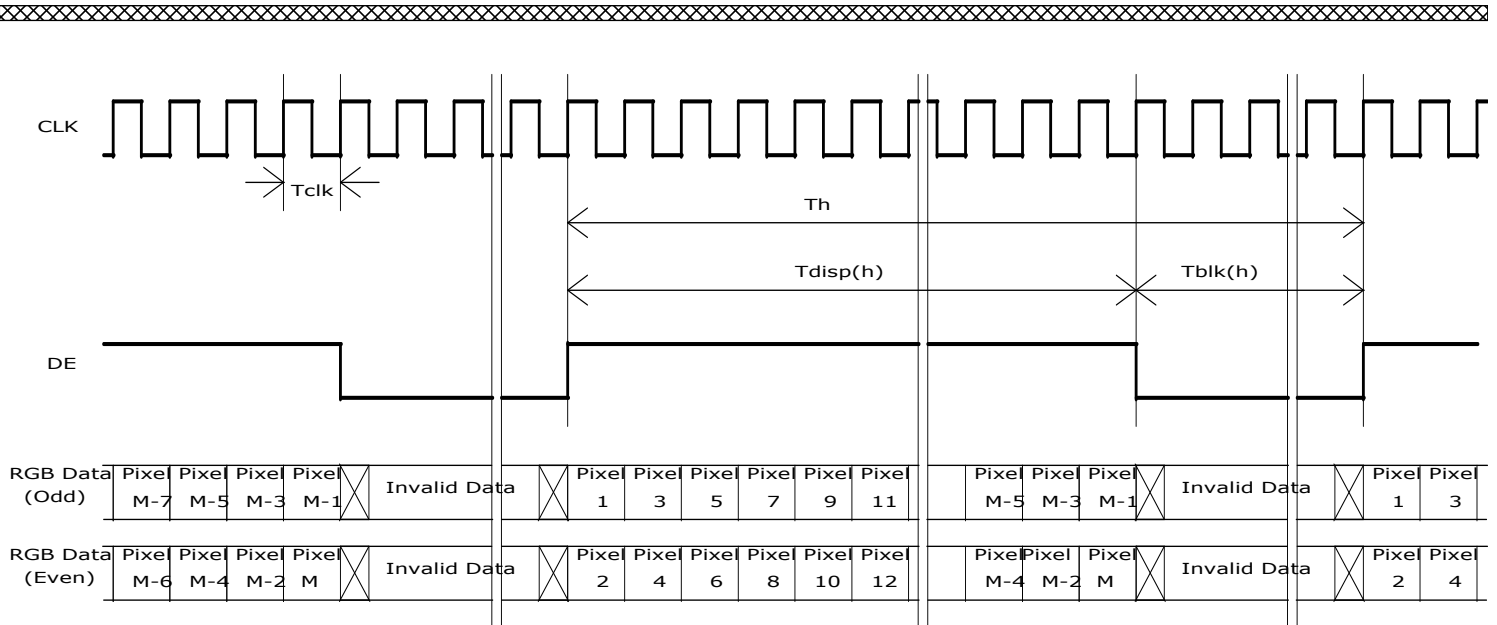 CLK
Tclk
Th
Tdisp(h)
Tblk(h)
DE
RGB Data
(Odd)
Pixel Pixel Pixel Pixel
M-7 M-5 M-3 M-1
Invalid Data
Pixel Pixel Pixel Pixel Pixel Pixel
1 3 5 7 9 11
Pixel Pixel Pixel
M-5 M-3 M-1
Invalid Data
Pixel Pixel
1 3
RGB Data
(Even)
Pixel Pixel Pixel Pixel
M-6 M-4 M-2 M
Invalid Data
Pixel Pixel Pixel Pixel Pixel Pixel
2 4 6 8 10 12
Pixel Pixel Pixel
M-4 M-2 M
Invalid Data
Pixel Pixel
2 4